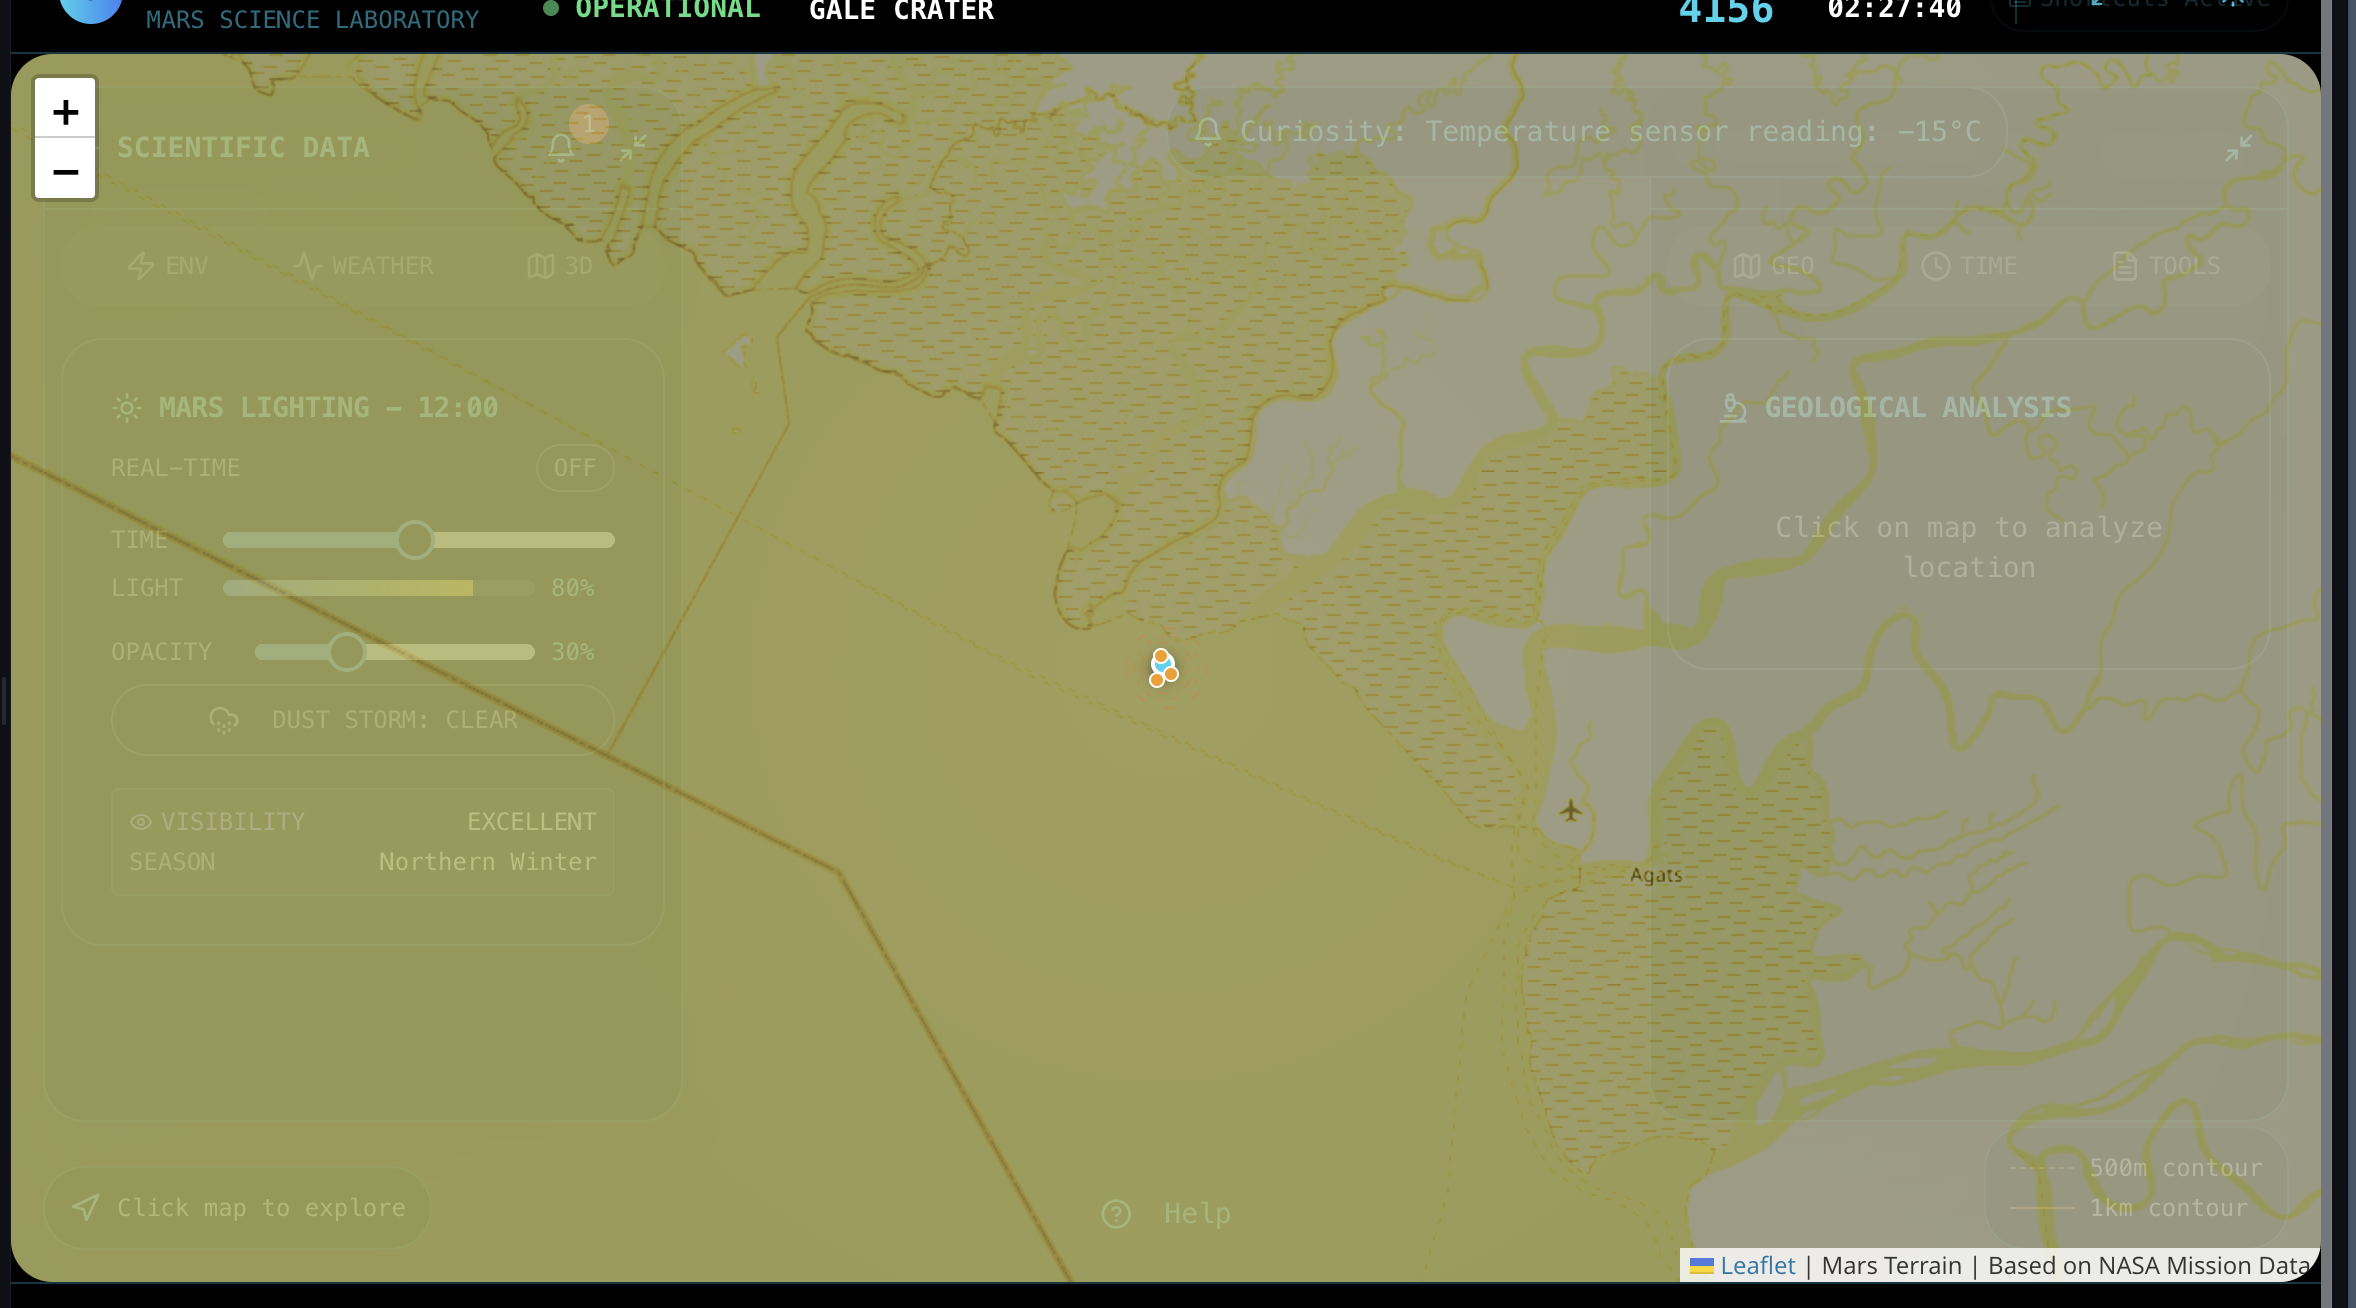 MARS SCIENCE LABORATORY
OPERATIONAL
GALE CRATER
4156
02:27:40
Shortcuts Active
+
−
SCIENTIFIC DATA
1
Curiosity: Temperature sensor reading: −15°C
ENV
WEATHER
3D
GEO
TIME
TOOLS
MARS LIGHTING − 12:00
GEOLOGICAL ANALYSIS
REAL−TIME
OFF
Click on map to analyze
location
TIME
LIGHT
80%
OPACITY
30%
DUST STORM: CLEAR
VISIBILITY
EXCELLENT
SEASON
Northern Winter
Agats
500m contour
Click map to explore
Help
1km contour
Leaflet | Mars Terrain | Based on NASA Mission Data